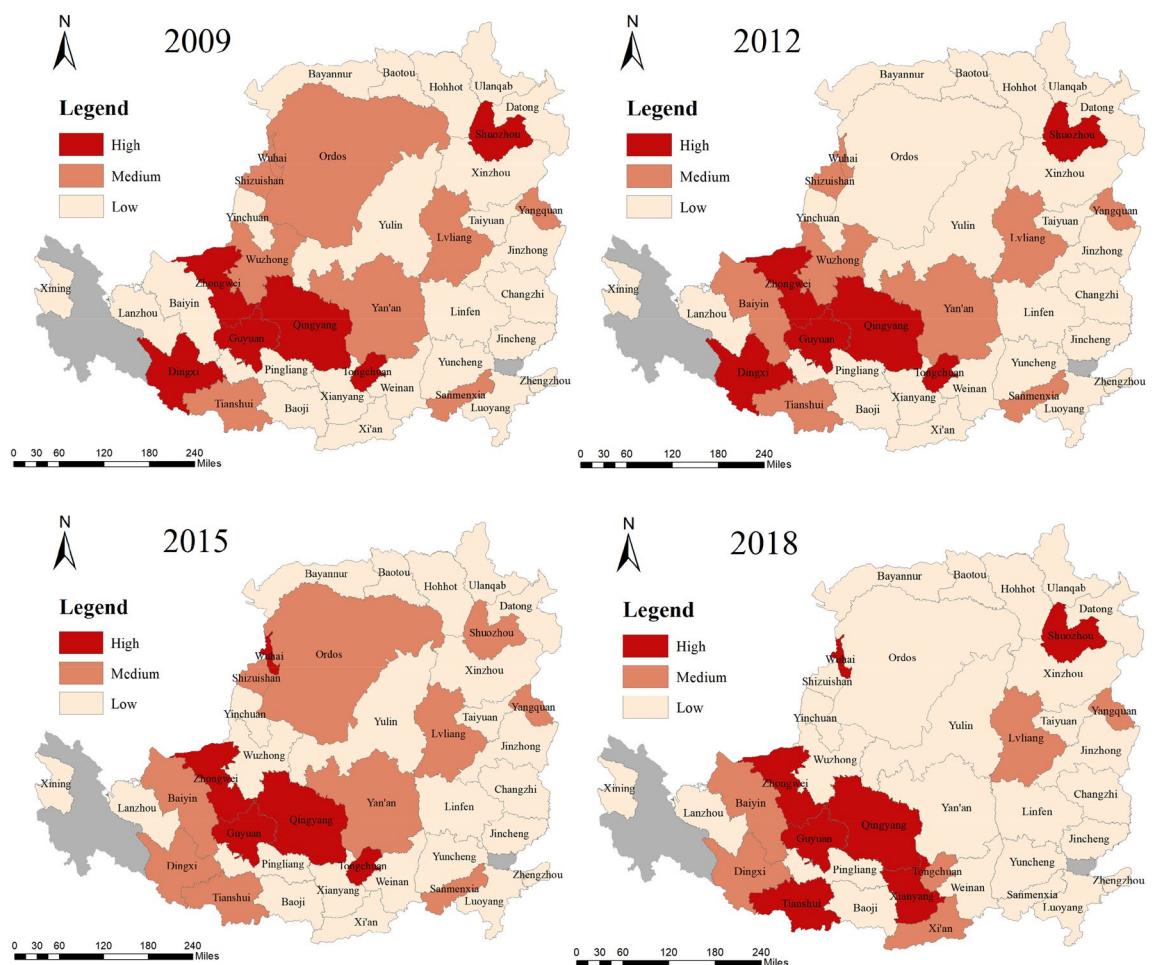 N
2009
Legend
High
Medium
Low
Bayannur
Baotou
Hohhot
Ulanqab
Datong
Shuozhou
Wuhai
Ordos
Xinzhou
Shizuishan
Yangquan
Yinchuan
Yulin
Lvliang
Taiyuan
Jinzhong
Wuzhong
Xining
Zhongwei
Baiyin
Lanzhou
Yan'an
Linfen
Changzhi
Qingyang
Guyuan
Jincheng
Dingxi
Pingliang
Tongchuan
Yuncheng
Zhengzhou
Weinan
Xianyang
Sanmenxia
Tianshui
Baoji
Luoyang
Xi'an
0 30 60 120 180 240
Miles
N
2012
Legend
High
Medium
Low
Bayannur
Baotou
Hohhot
Ulanqab
Datong
Shuozhou
Wuhai
Ordos
Xinzhou
Shizuishan
Yangquan
Yinchuan
Yulin
Lvliang
Taiyuan
Jinzhong
Wuzhong
Xining
Zhongwei
Baiyin
Lanzhou
Yan'an
Linfen
Changzhi
Qingyang
Guyuan
Jincheng
Dingxi
Pingliang
Tongchuan
Yuncheng
Zhengzhou
Weinan
Xianyang
Sanmenxia
Tianshui
Baoji
Luoyang
Xi'an
0 30 60 120 180 240
Miles
N
2015
Legend
High
Medium
Low
Bayannur
Baotou
Hohhot
Ulanqab
Datong
Shuozhou
Wuhai
Ordos
Xinzhou
Shizuishan
Yangquan
Yinchuan
Yulin
Lvliang
Taiyuan
Jinzhong
Wuzhong
Xining
Zhongwei
Baiyin
Lanzhou
Yan'an
Linfen
Changzhi
Qingyang
Guyuan
Jincheng
Dingxi
Pingliang
Tongchuan
Yuncheng
Zhengzhou
Weinan
Xianyang
Sanmenxia
Tianshui
Baoji
Luoyang
Xi'an
0 30 60 120 180 240
Miles
N
2018
Legend
High
Medium
Low
Bayannur
Baotou
Hohhot
Ulanqab
Datong
Shuozhou
Wuhai
Ordos
Xinzhou
Shizuishan
Yangquan
Yinchuan
Yulin
Lvliang
Taiyuan
Jinzhong
Wuzhong
Xining
Zhongwei
Baiyin
Lanzhou
Yan'an
Linfen
Changzhi
Qingyang
Guyuan
Jincheng
Dingxi
Pingliang
Tongchuan
Yuncheng
Zhengzhou
Weinan
Xianyang
Sanmenxia
Tianshui
Baoji
Luoyang
Xi'an
0 30 60 120 180 240
Miles